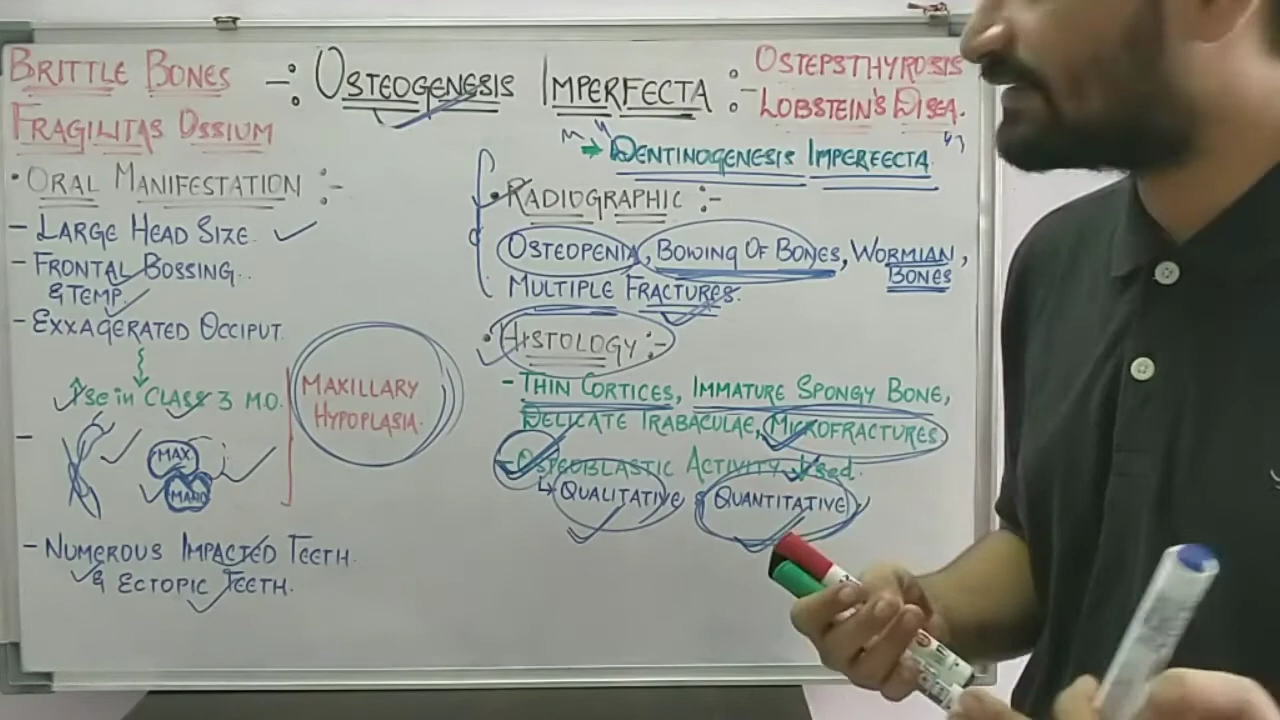 BRITTLE BONES
FRAGILITAS OSSIUM
-: OSTEOGENESIS IMPERFECTA :-
OSTEPSTHYROSIS
LOBSTEIN'S DISEA.
"DENTINOGENESIS IMPERFECTA"
• ORAL MANIFESTATION :-
- LARGE HEAD SIZE.
- FRONTAL BOSSING..
& TEMP.
- EXXAGERATED OCCIPUT.
↑se in CLASS 3 M.O.
MAXILLARY
HYPOPLASIA.
MAX
MAND
- NUMEROUS IMPACTED TEETH.
& ECTOPIC TEETH.
• RADIOGRAPHIC :-
OSTEOPENIA, BOWING OF BONES, WORMIAN BONES,
MULTIPLE FRACTURES.
• HISTOLOGY :-
- THIN CORTICES, IMMATURE SPONGY BONE,
DELICATE TRABACULAE, MICROFRACTURES
- OSTEOBLASTIC ACTIVITY ↓sed.
↳ QUALITATIVE & QUANTITATIVE